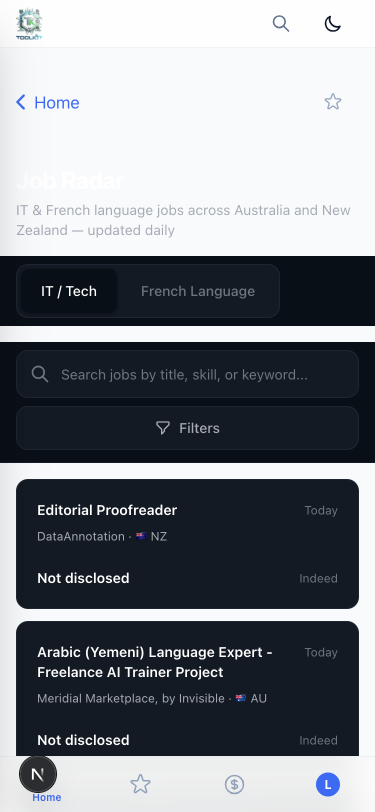 TOOLKIT
Home
Job Radar
IT & French language jobs across Australia and New
Zealand — updated daily
IT / Tech
French Language
Search jobs by title, skill, or keyword...
Filters
Editorial Proofreader
Today
DataAnnotation · NZ
Not disclosed
Indeed
Arabic (Yemeni) Language Expert -
Freelance AI Trainer Project
Today
Meridial Marketplace, by Invisible · AU
Not disclosed
Indeed
N
Home
L